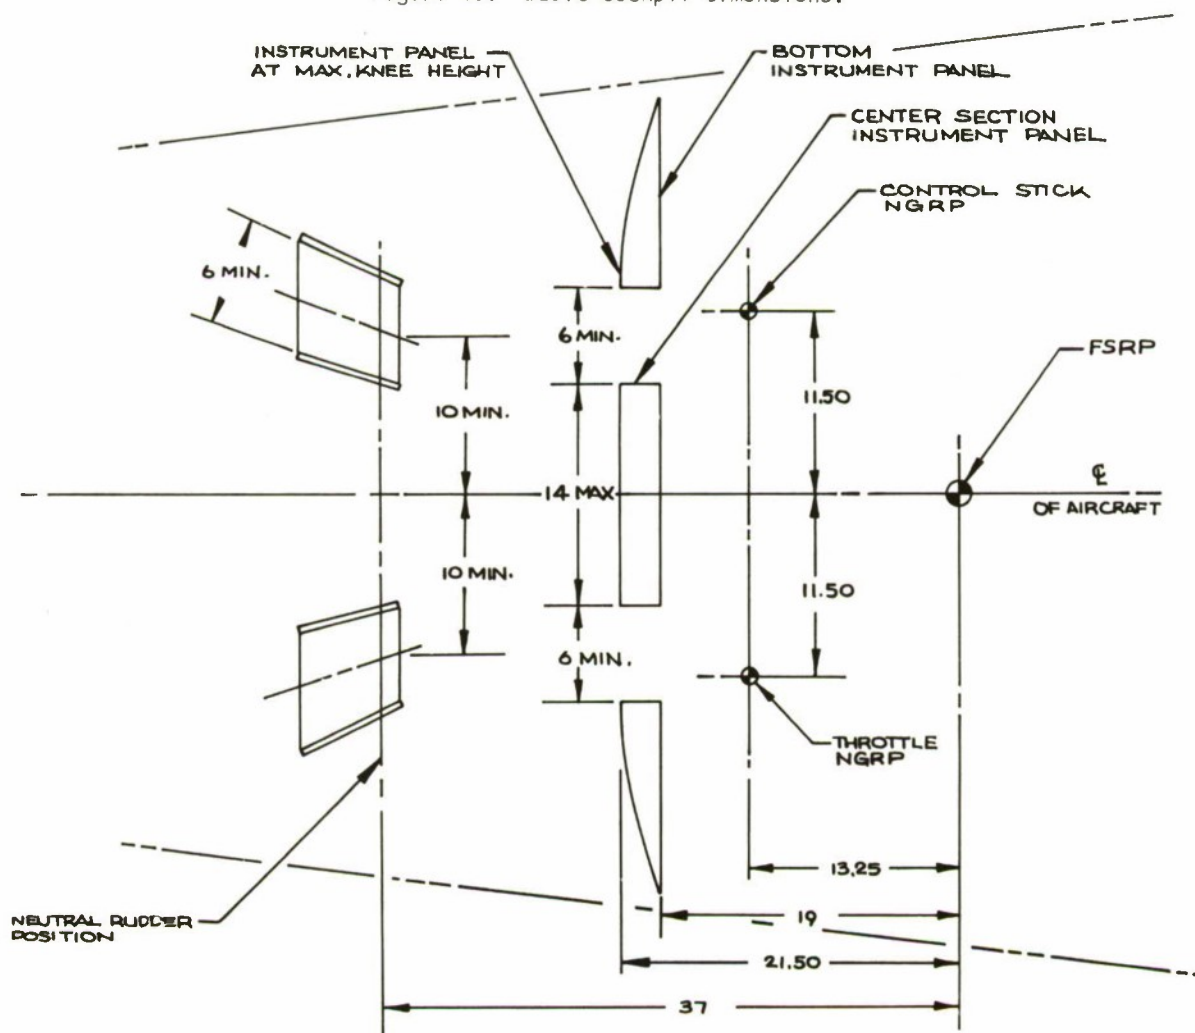 INSTRUMENT PANEL
AT MAX. KNEE HEIGHT
BOTTOM
INSTRUMENT PANEL
CENTER SECTION
INSTRUMENT PANEL
CONTROL STICK
NGRP
6 MIN.
6 MIN.
FSRP
11.50
10 MIN.
14 MAX
℄
OF AIRCRAFT
10 MIN.
11.50
6 MIN.
THROTTLE
NGRP
13.25
NEUTRAL RUDDER
POSITION
19
21.50
37